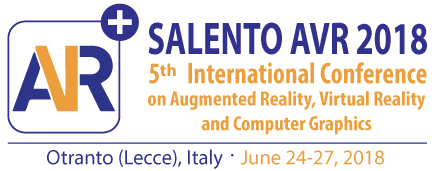 AVR+
SALENTO AVR 2018
5th International Conference
on Augmented Reality, Virtual Reality
and Computer Graphics
Otranto (Lecce), Italy · June 24-27, 2018